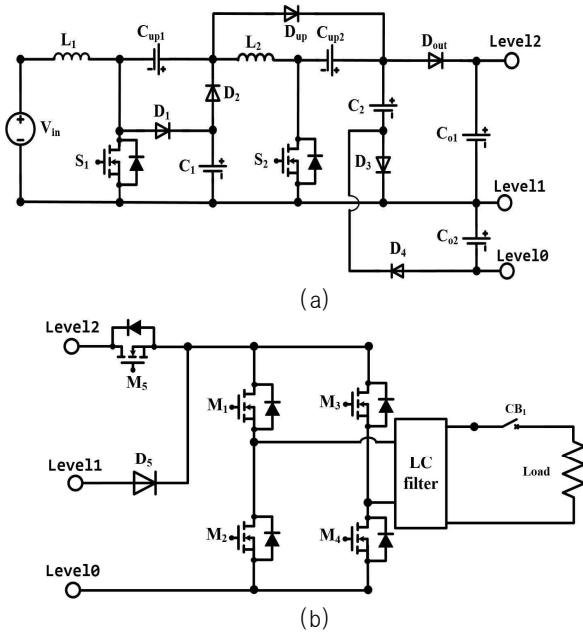 L1
Cup1
L2
Dup
Cup2
Dout
Level2
Vin
S1
D1
D2
C1
S2
C2
D3
Co1
Level1
D4
Co2
Level0
(a)
Level2
M5
M1
M3
Level1
D5
LC
filter
CB1
Load
M2
M4
Level0
(b)